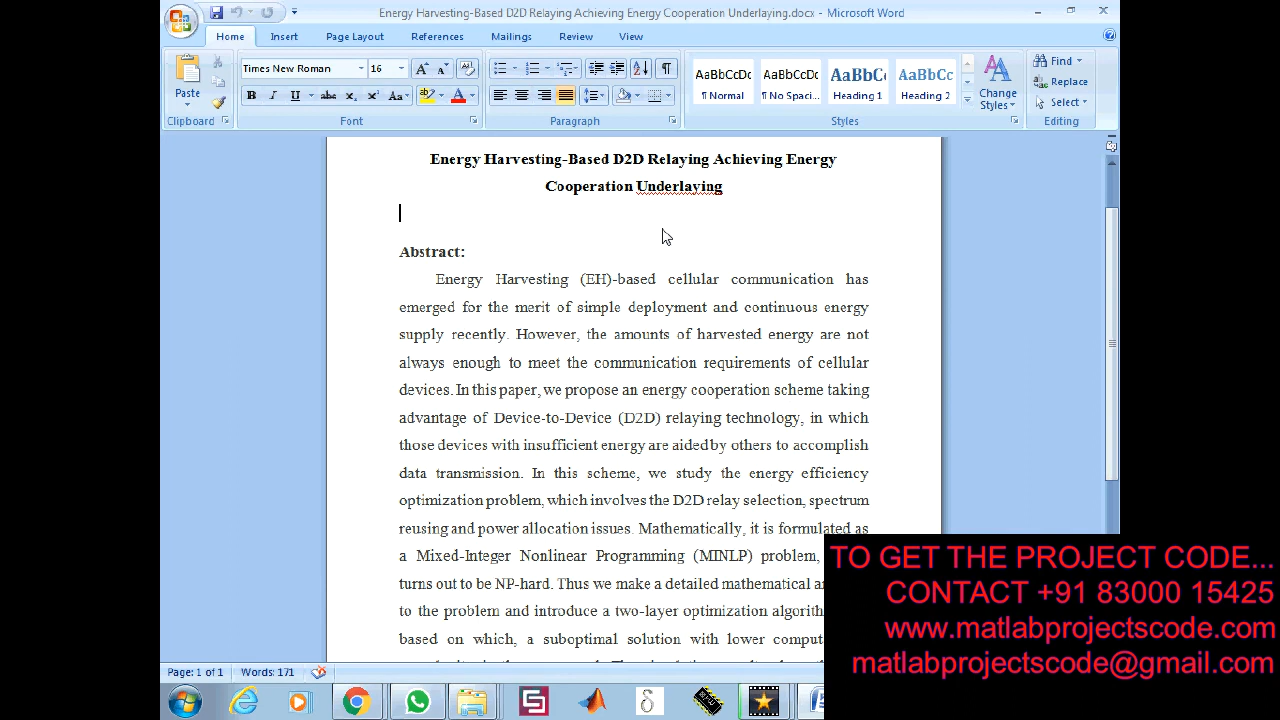 Energy Harvesting-Based D2D Relaying Achieving Energy Cooperation Underlaying.docx - Microsoft Word
Home Insert Page Layout References Mailings Review View
Times New Roman 16
Paste
B I U abc x₂ x² Aa
AaBbCcDc AaBbCcDc AaBbC AaBbCc
¶ Normal ¶ No Spaci... Heading 1 Heading 2
Change Styles
Find
Replace
Select
Clipboard Font Paragraph Styles Editing
Energy Harvesting-Based D2D Relaying Achieving Energy
Cooperation Underlaying
Abstract:
Energy Harvesting (EH)-based cellular communication has
emerged for the merit of simple deployment and continuous energy
supply recently. However, the amounts of harvested energy are not
always enough to meet the communication requirements of cellular
devices. In this paper, we propose an energy cooperation scheme taking
advantage of Device-to-Device (D2D) relaying technology, in which
those devices with insufficient energy are aided by others to accomplish
data transmission. In this scheme, we study the energy efficiency
optimization problem, which involves the D2D relay selection, spectrum
reusing and power allocation issues. Mathematically, it is formulated as
a Mixed-Integer Nonlinear Programming (MINLP) problem,
turns out to be NP-hard. Thus we make a detailed mathematical
to the problem and introduce a two-layer optimization
based on which, a suboptimal solution with lower
TO GET THE PROJECT CODE...
CONTACT +91 83000 15425
www.matlabprojectscode.com
matlabprojectscode@gmail.com
Page: 1 of 1 Words: 171